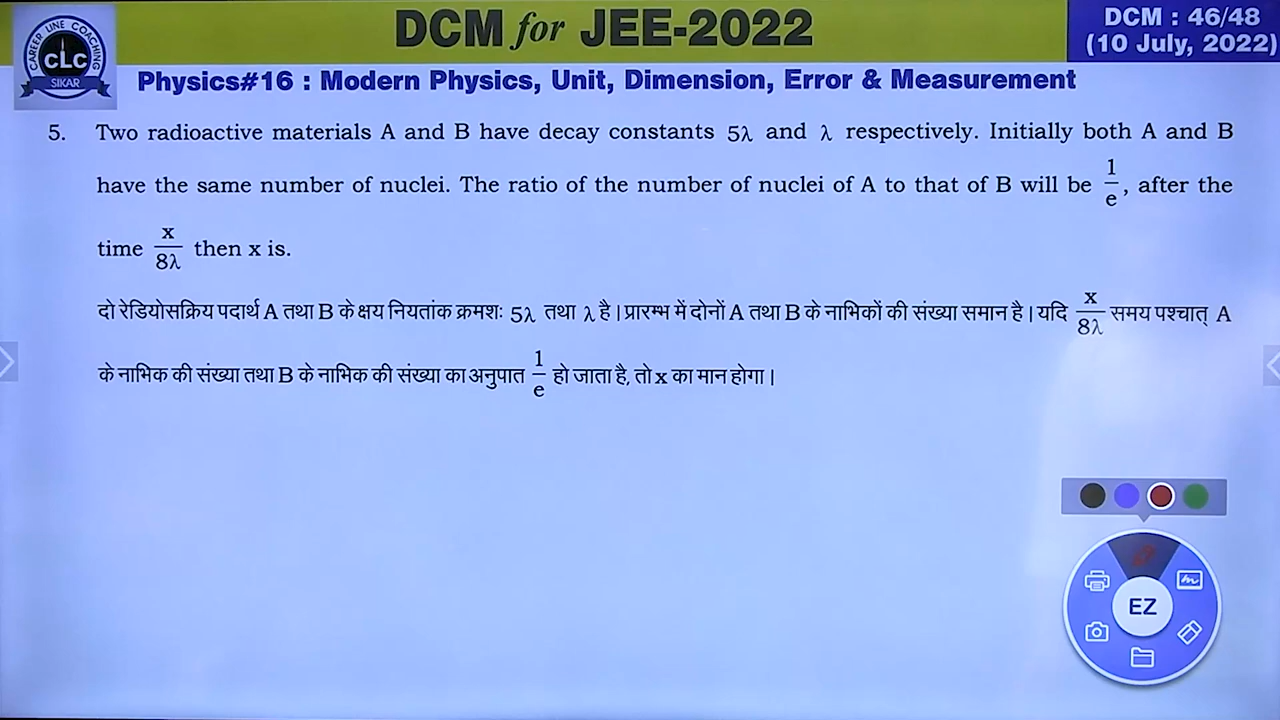 CAREER LINE COACHING
CLC
SIKAR
DCM for JEE-2022
DCM : 46/48
(10 July, 2022)
Physics#16 : Modern Physics, Unit, Dimension, Error & Measurement
5. Two radioactive materials A and B have decay constants 5λ and λ respectively. Initially both A and B
have the same number of nuclei. The ratio of the number of nuclei of A to that of B will be 1/e, after the
time x/8λ then x is.
दो रेडियोसक्रिय पदार्थ A तथा B के क्षय नियतांक क्रमशः 5λ तथा λ है। प्रारम्भ में दोनों A तथा B के नाभिकों की संख्या समान है। यदि x/8λ समय पश्चात् A
के नाभिक की संख्या तथा B के नाभिक की संख्या का अनुपात 1/e हो जाता है, तो x का मान होगा।
EZ